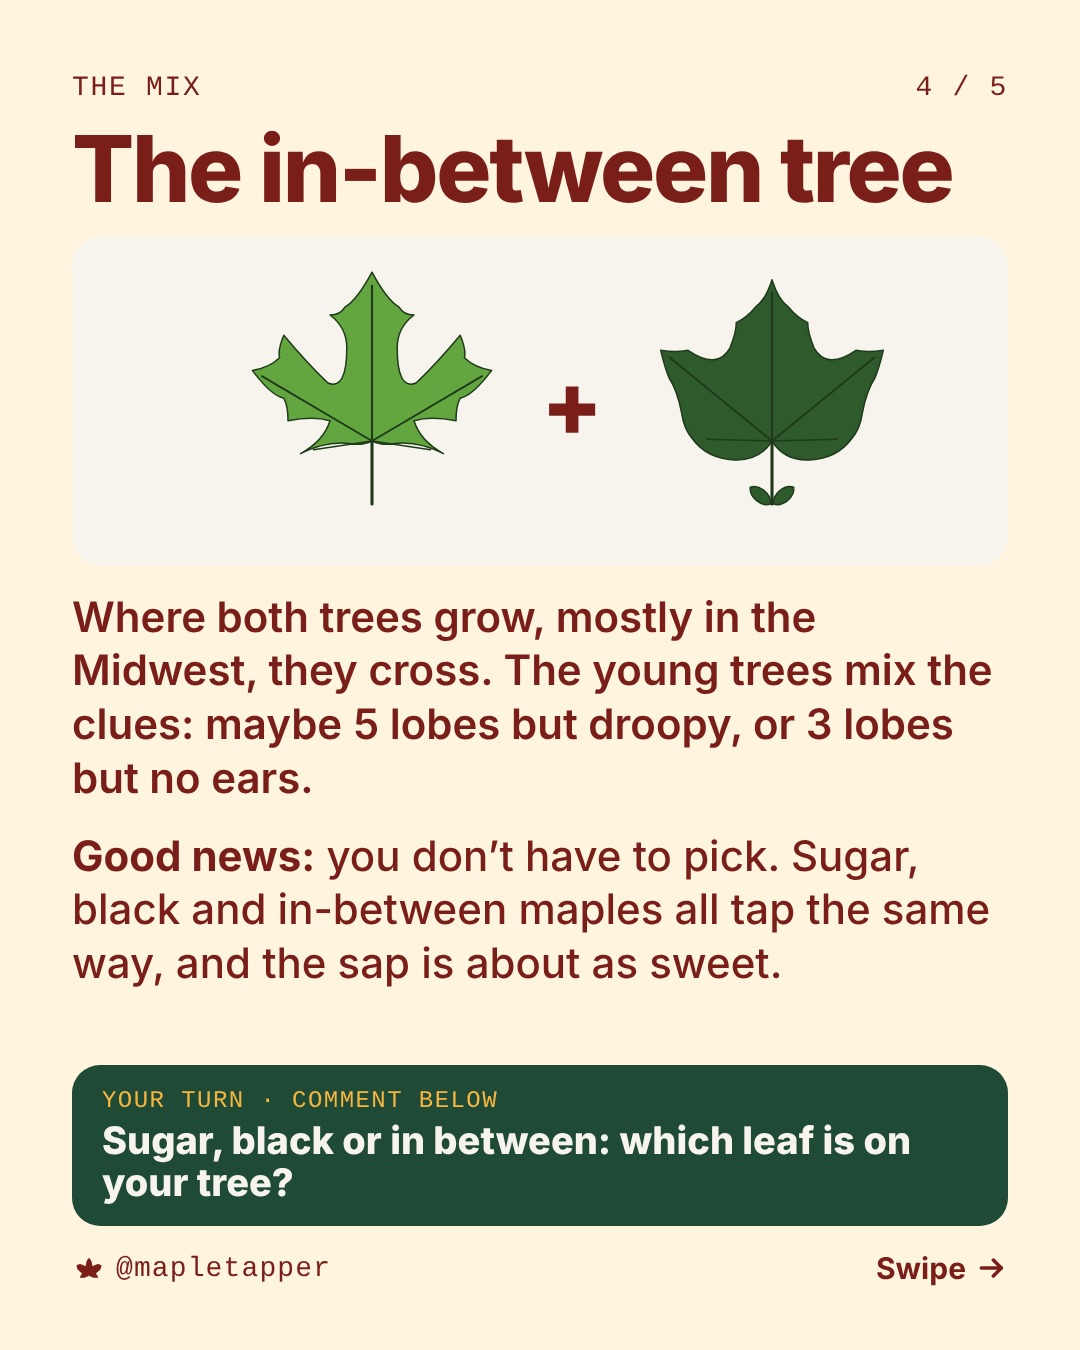 THE MIX
4 / 5
The in-between tree
+
Where both trees grow, mostly in the
Midwest, they cross. The young trees mix the
clues: maybe 5 lobes but droopy, or 3 lobes
but no ears.
Good news: you don’t have to pick. Sugar,
black and in-between maples all tap the same
way, and the sap is about as sweet.
YOUR TURN · COMMENT BELOW
Sugar, black or in between: which leaf is on
your tree?
@mapletapper
Swipe →